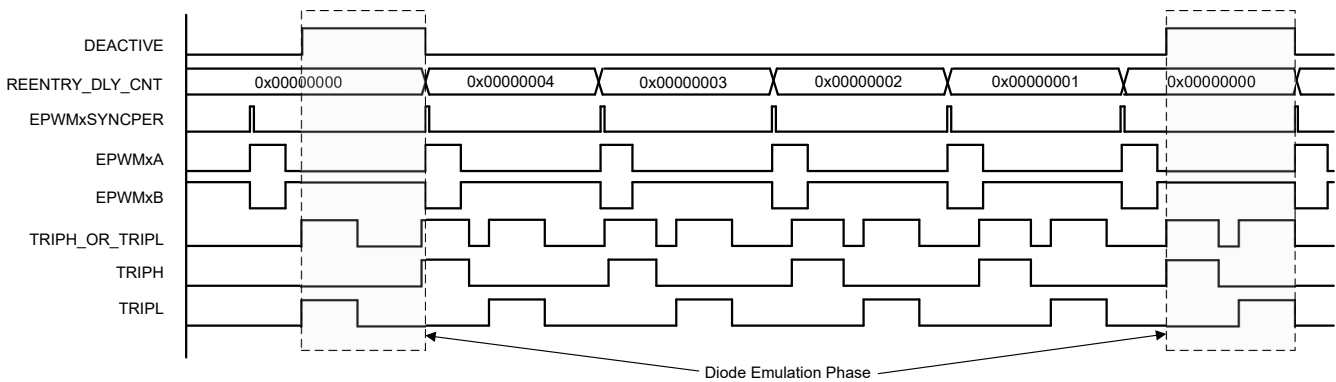 DEACTIVE
REENTRY_DLY_CNT 0x00000000 0x00000004 0x00000003 0x00000002 0x00000001 0x00000000
EPWMxSYNCPER
EPWMxA
EPWMxB
TRIPH_OR_TRIPL
TRIPH
TRIPL
Diode Emulation Phase